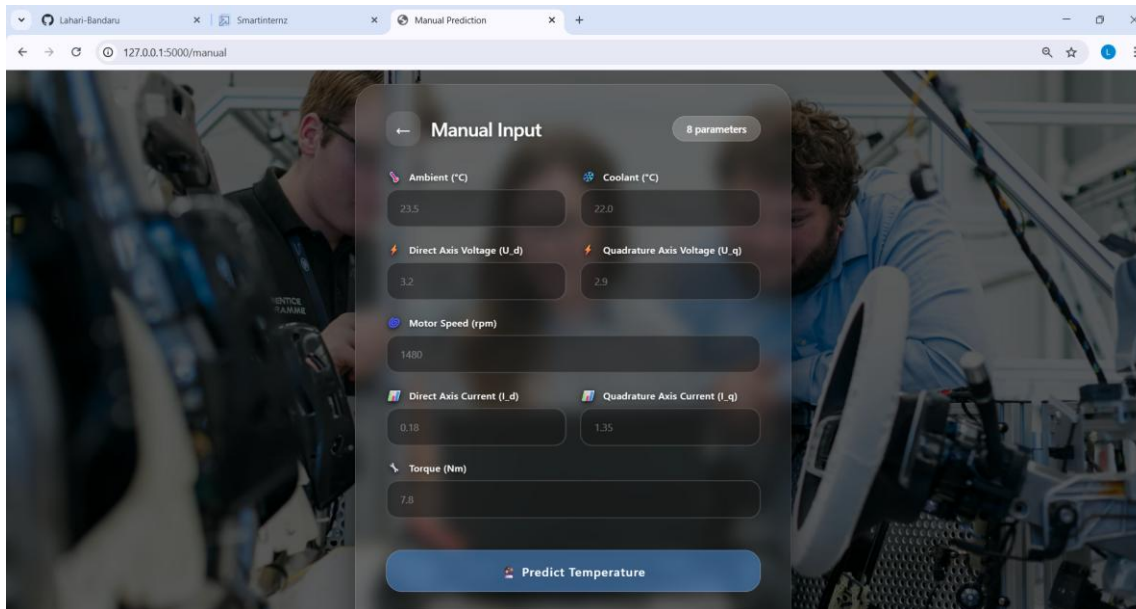 Lahari-Bandaru
Smartinternz
Manual Prediction
127.0.0.1:5000/manual
L
← Manual Input
8 parameters
Ambient (°C)
Coolant (°C)
23.5
22.0
Direct Axis Voltage (U_d)
Quadrature Axis Voltage (U_q)
3.2
2.9
Motor Speed (rpm)
1480
Direct Axis Current (I_d)
Quadrature Axis Current (I_q)
0.18
1.35
Torque (Nm)
7.8
Predict Temperature